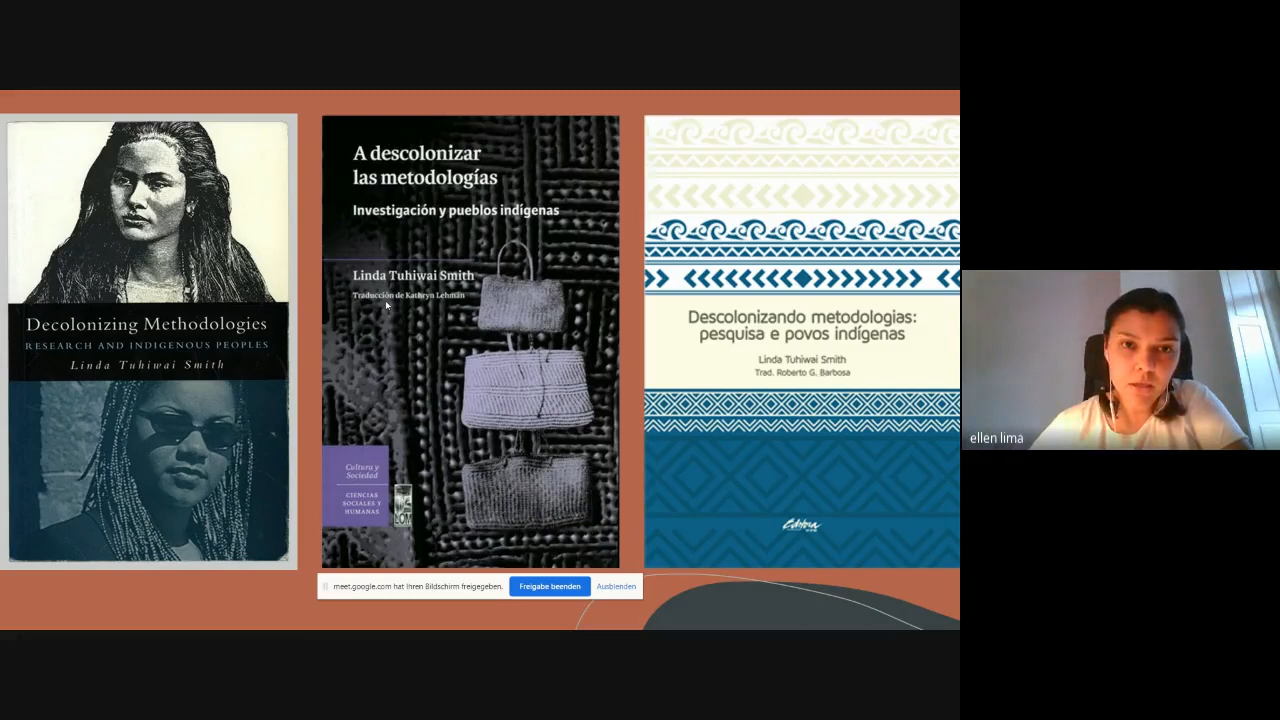 Decolonizing Methodologies
RESEARCH AND INDIGENOUS PEOPLES
Linda Tuhiwai Smith
A descolonizar
las metodologías
Investigación y pueblos indígenas
Linda Tuhiwai Smith
Traducción de Kathryn Lehman
Cultura y
Sociedad
CIENCIAS
SOCIALES Y
HUMANAS
LOM
Descolonizando metodologias:
pesquisa e povos indígenas
Linda Tuhiwai Smith
Trad. Roberto G. Barbosa
Editora
meet.google.com hat Ihren Bildschirm freigegeben.
Freigabe beenden
Ausblenden
ellen lima